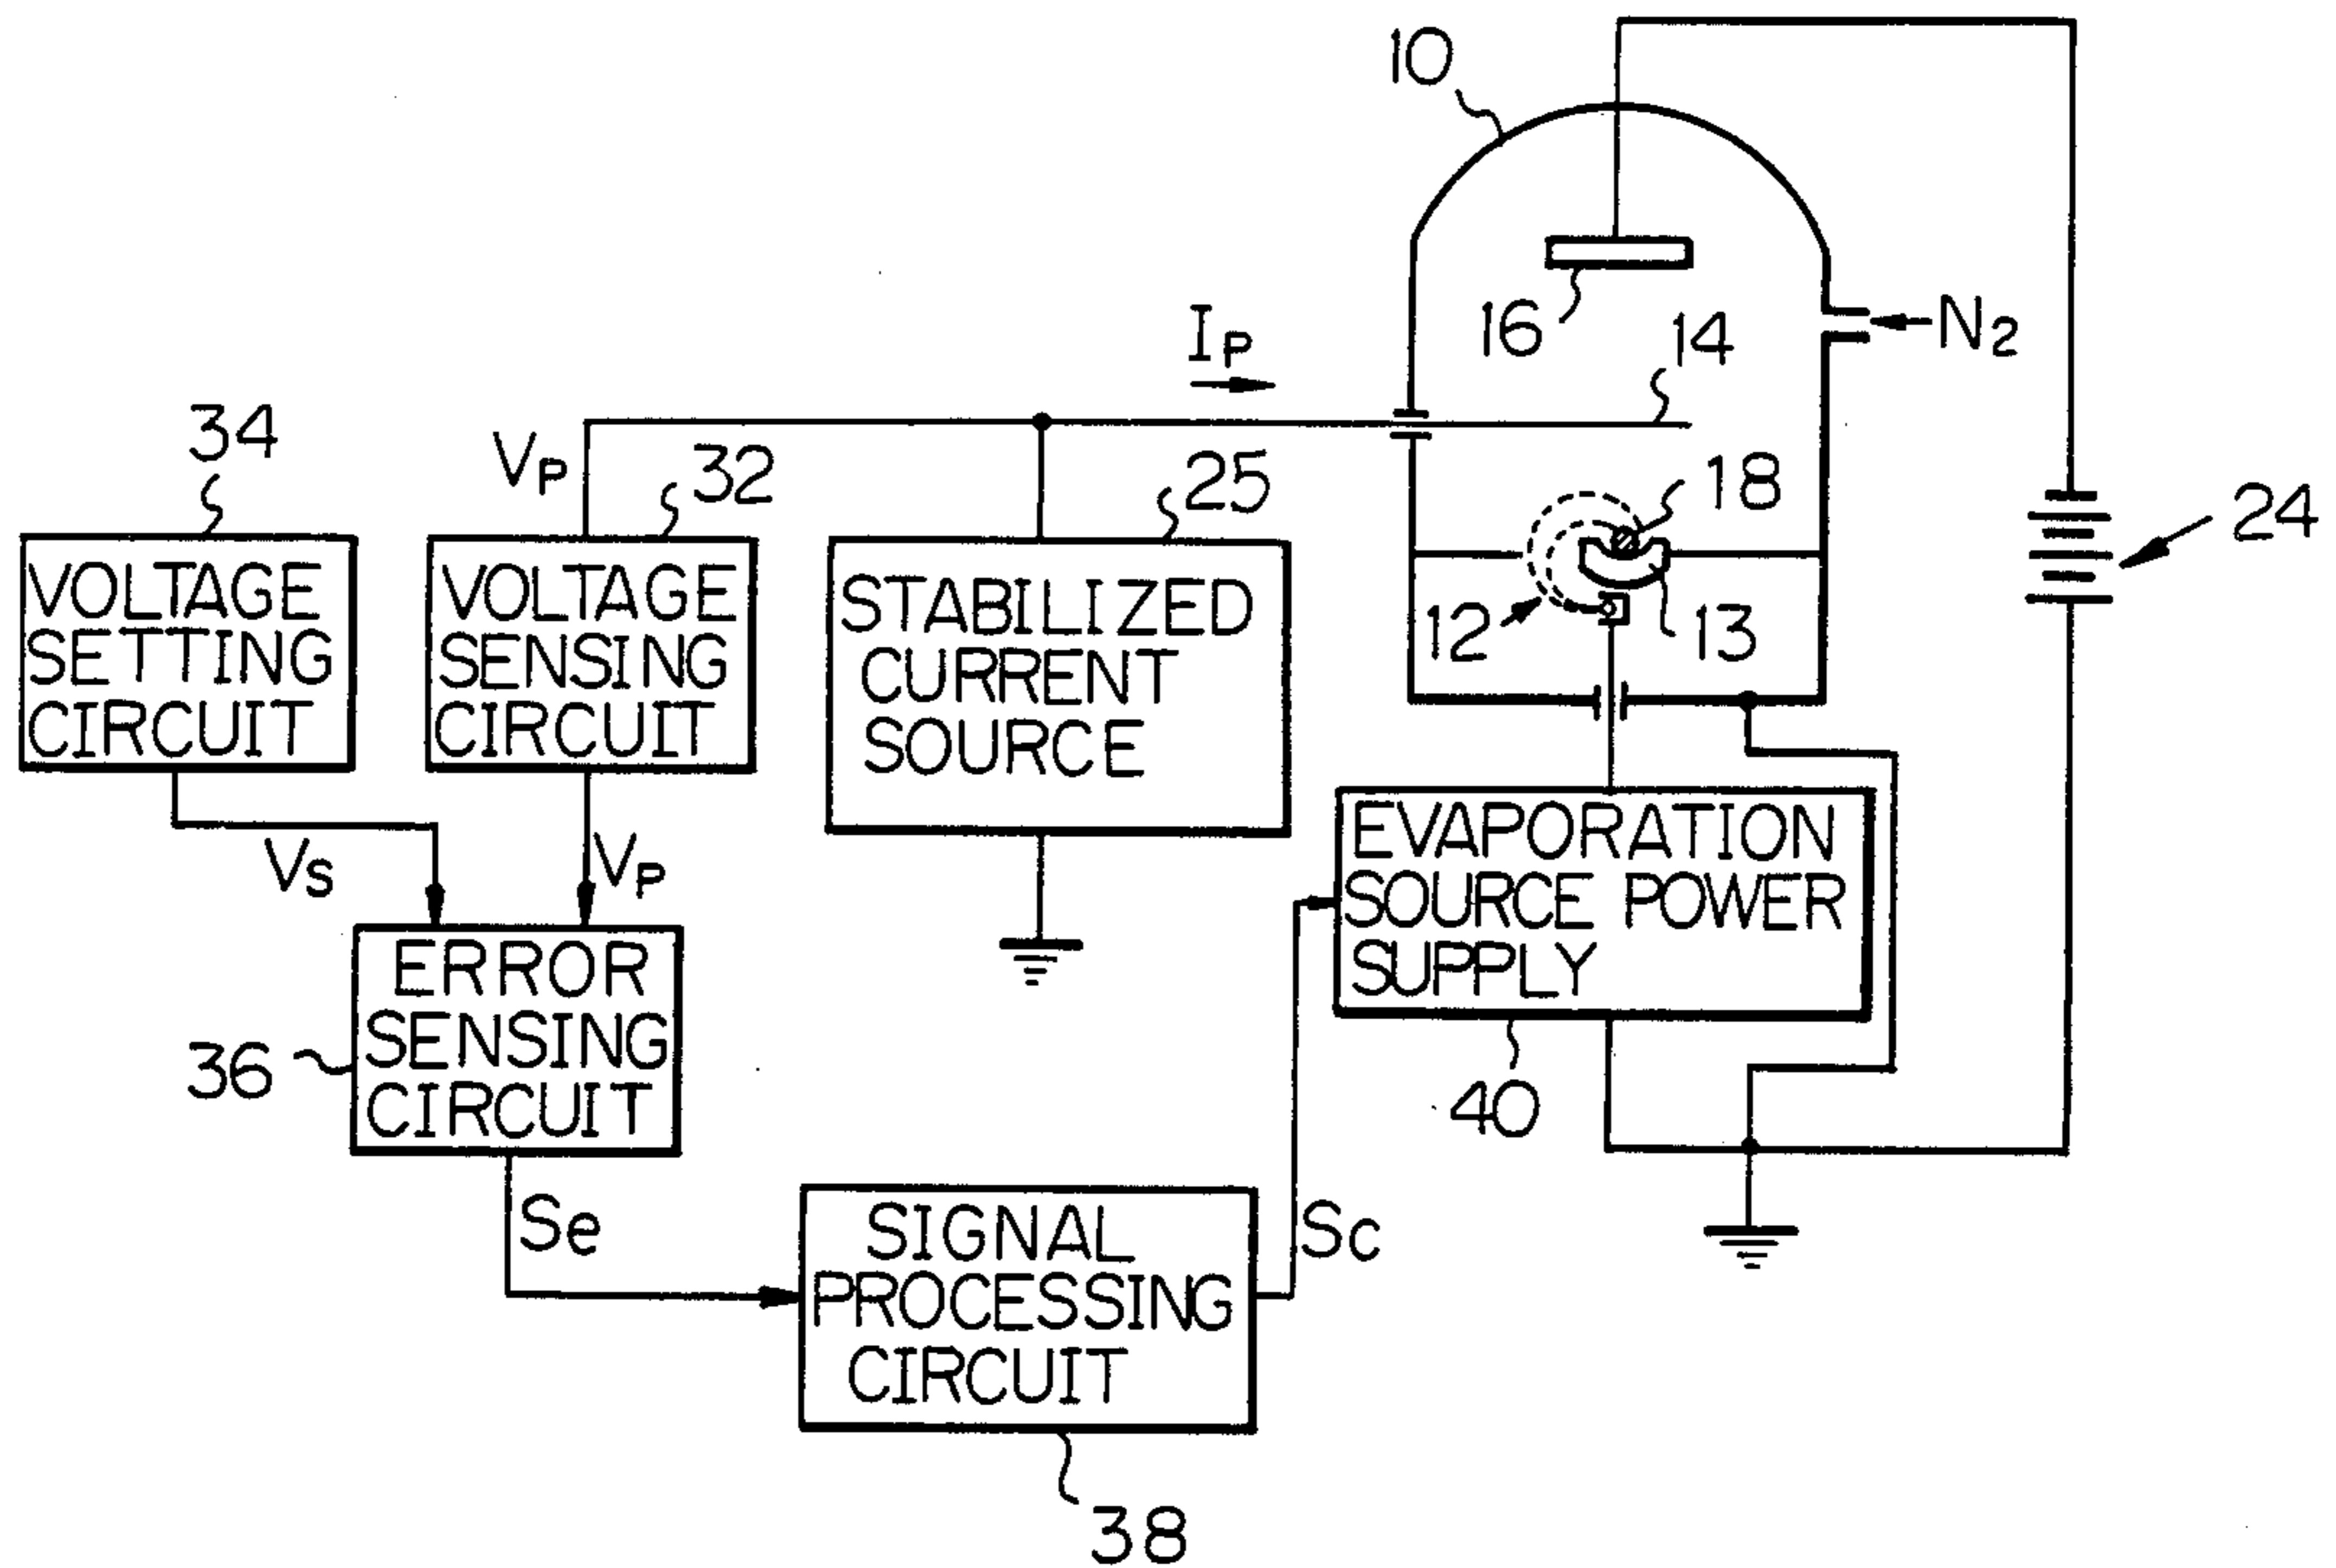 10
16
14
N2
IP
34
VP
32
25
18
24
VOLTAGE
SETTING
CIRCUIT
VOLTAGE
SENSING
CIRCUIT
STABILIZED
CURRENT
SOURCE
12
13
VS
VP
EVAPORATION
SOURCE POWER
SUPPLY
ERROR
SENSING
CIRCUIT
36
40
Se
SIGNAL
PROCESSING
CIRCUIT
Sc
38